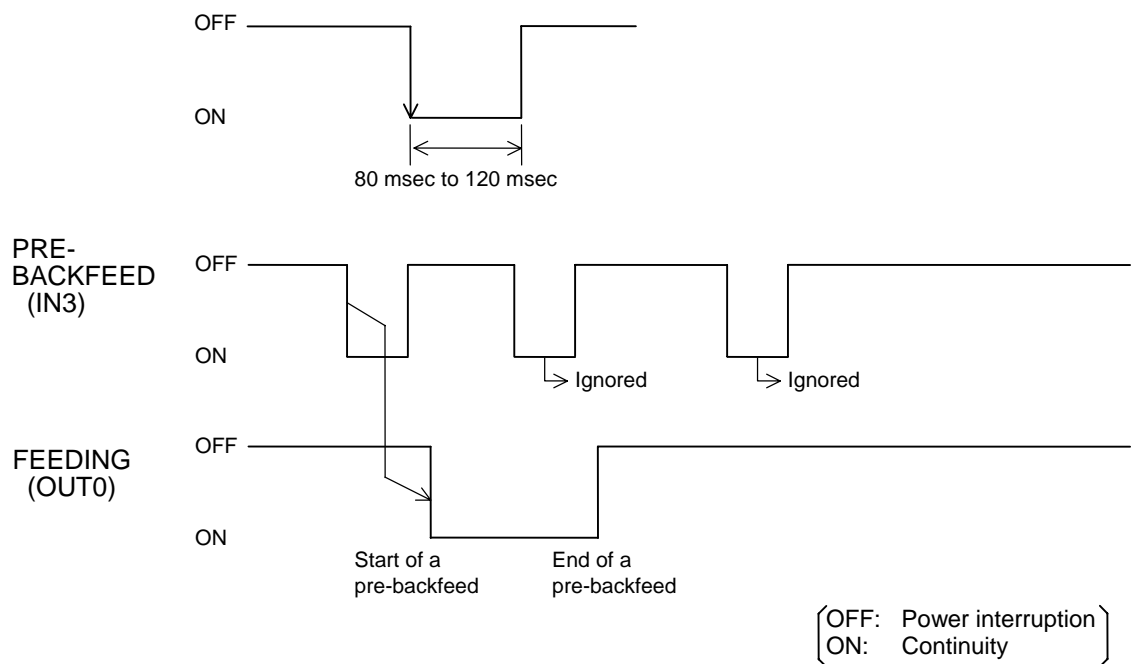 OFF
ON
80 msec to 120 msec
PRE-
BACKFEED
(IN3)
OFF
ON
Ignored
Ignored
FEEDING
(OUT0)
OFF
ON
Start of a
pre-backfeed
End of a
pre-backfeed
OFF: Power interruption
ON: Continuity